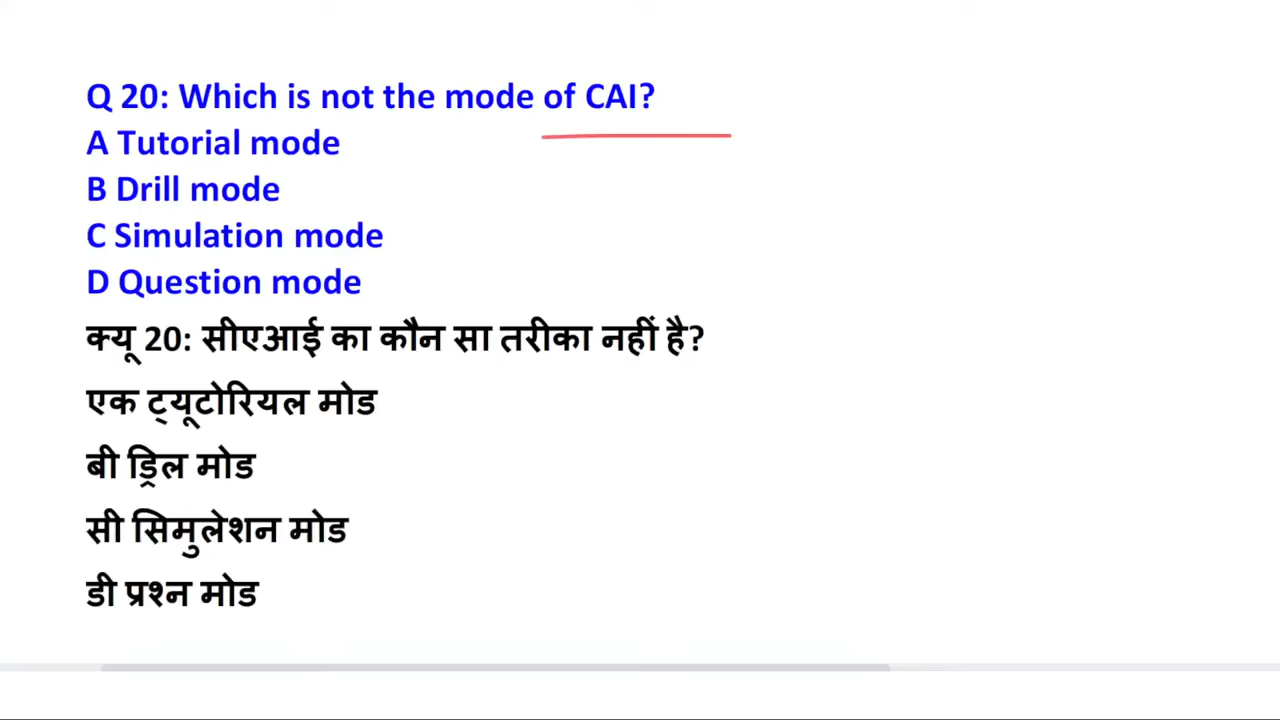 Q 20: Which is not the mode of CAI?
A Tutorial mode
B Drill mode
C Simulation mode
D Question mode
क्यू 20: सीएआई का कौन सा तरीका नहीं है?
एक ट्यूटोरियल मोड
बी ड्रिल मोड
सी सिमुलेशन मोड
डी प्रश्न मोड